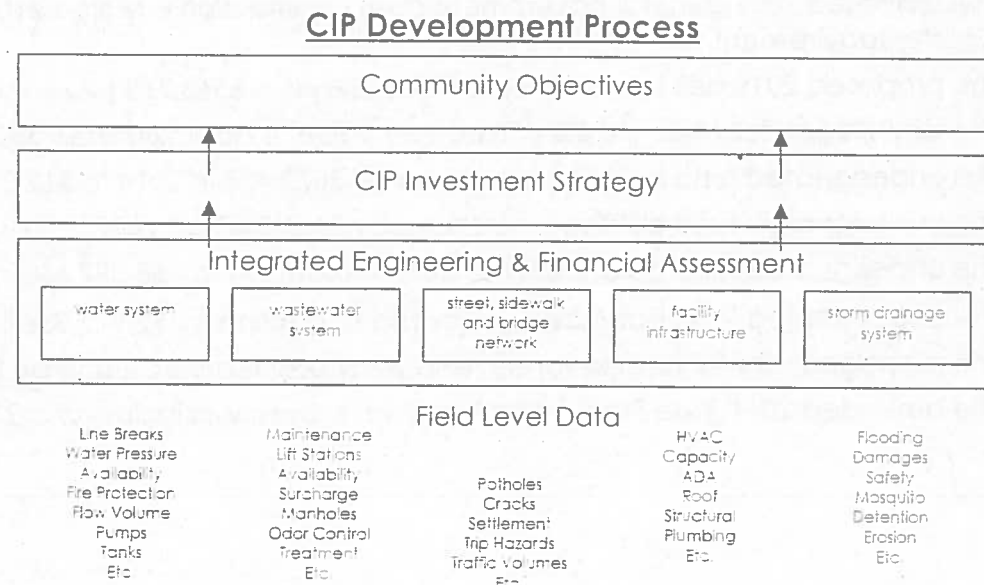 CIP Development Process
Community Objectives
CIP Investment Strategy
Integrated Engineering & Financial Assessment
water system
wastewater
system
street, sidewalk
and bridge
network
facility
infrastructure
storm drainage
system
Field Level Data
Line Breaks
Water Pressure
Availability
Fire Protection
Flow Volume
Pumps
Tanks
Etc.
Maintenance
Lift Stations
Availability
Surcharge
Manholes
Odor Control
Treatment
Etc.
Potholes
Cracks
Settlement
Trip Hazards
Traffic Volumes
Etc.
HVAC
Capacity
ADA
Roof
Structural
Plumbing
Etc.
Flooding
Damages
Safety
Mosquito
Detention
Erosion
Etc.